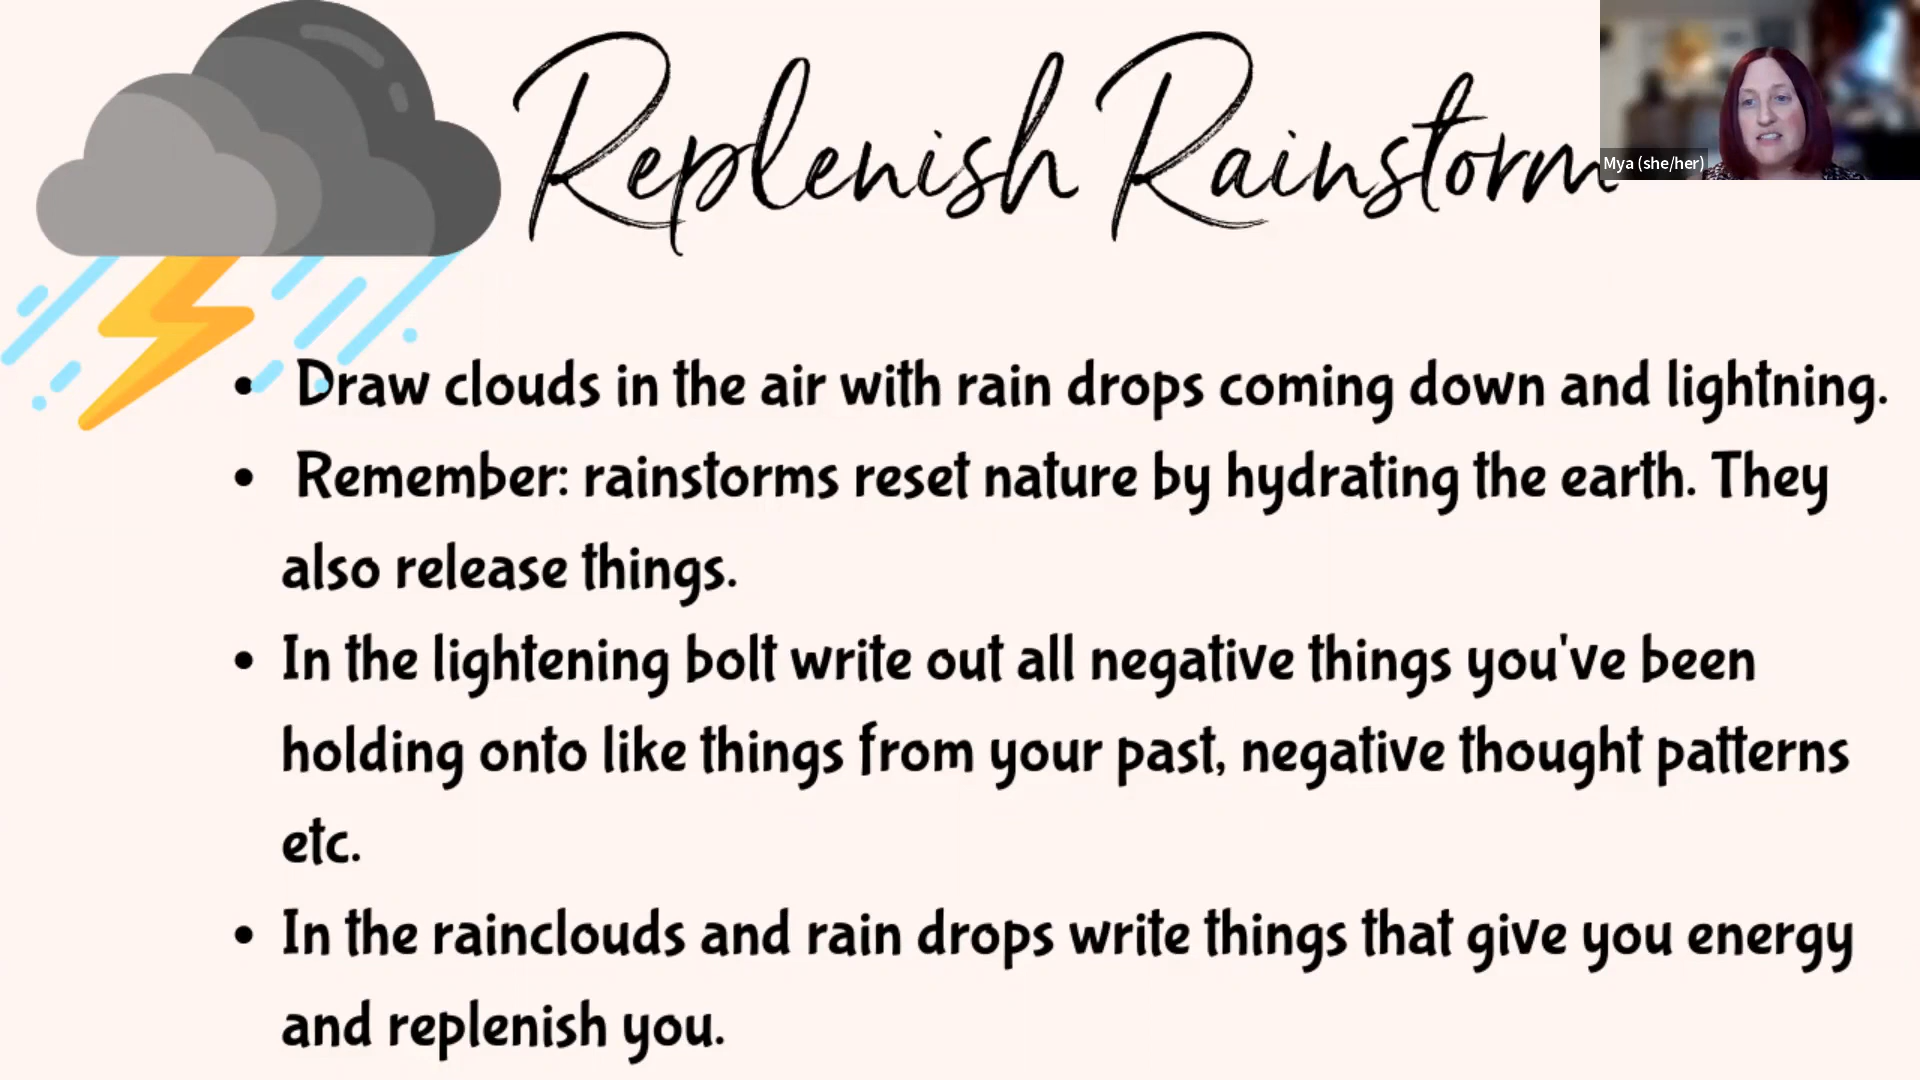 Replenish Rainstorm
Mya (she/her)
• Draw clouds in the air with rain drops coming down and lightning.
• Remember: rainstorms reset nature by hydrating the earth. They
also release things.
• In the lightening bolt write out all negative things you've been
holding onto like things from your past, negative thought patterns
etc.
• In the rainclouds and rain drops write things that give you energy
and replenish you.